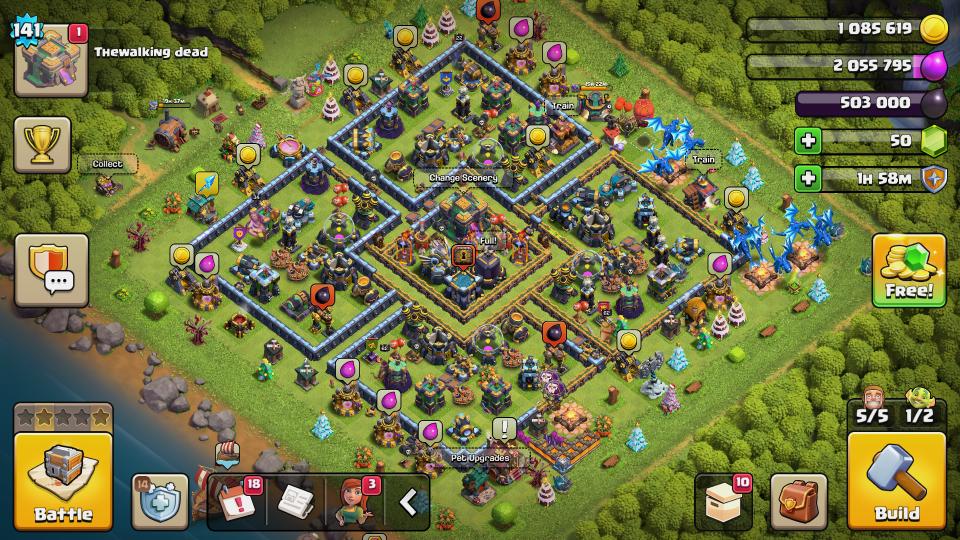 141
1
Thewalking dead
1 085 619
2 055 795
503 000
50
1H 58M
Train
Train
Collect
Change Scenery
Full!
Free!
5/5
1/2
Pet Upgrades
Battle
14
18
3
10
Build